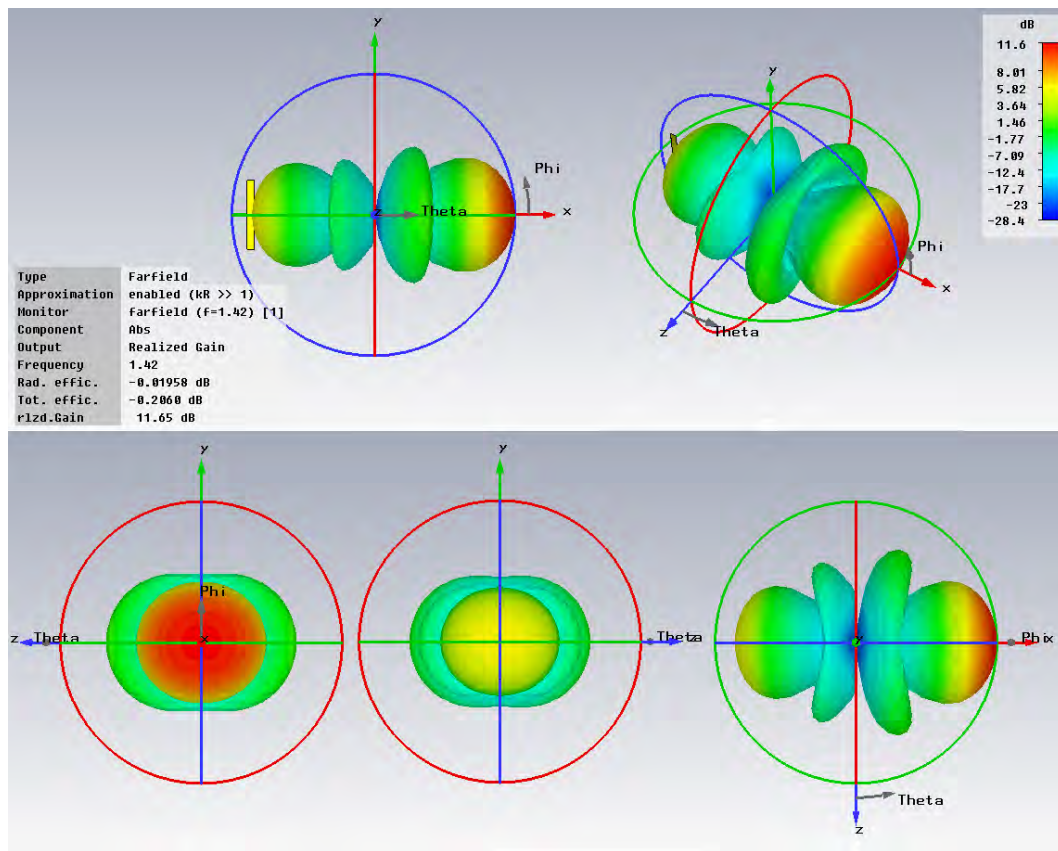 y
Phi
z
Theta
x
y
Phi
x
z
Theta
dB
11.6
8.01
5.82
3.64
1.46
-1.77
-7.09
-12.4
-17.7
-23
-28.4
Type Farfield
Approximation enabled (kR >> 1)
Monitor farfield (f=1.42) [1]
Component Abs
Output Realized Gain
Frequency 1.42
Rad. effic. -0.01958 dB
Tot. effic. -0.2060 dB
rlzd.Gain 11.65 dB
y
Phi
z Theta
x
y
Theta z
y
Phi x
Theta
z